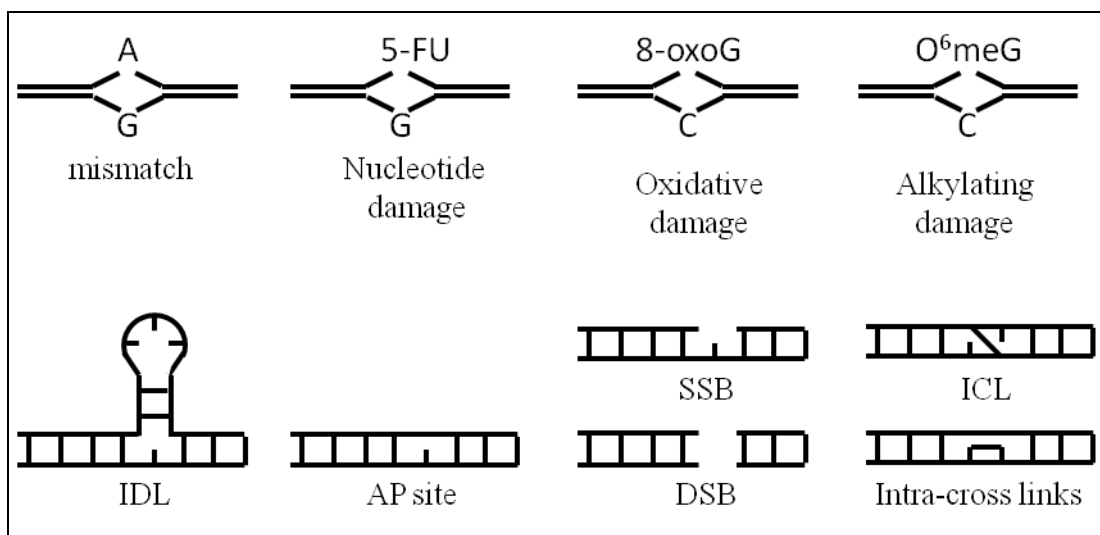 A
G
mismatch
5-FU
G
Nucleotide
damage
8-oxoG
C
Oxidative
damage
O⁶meG
C
Alkylating
damage
IDL
AP site
SSB
DSB
ICL
Intra-cross links